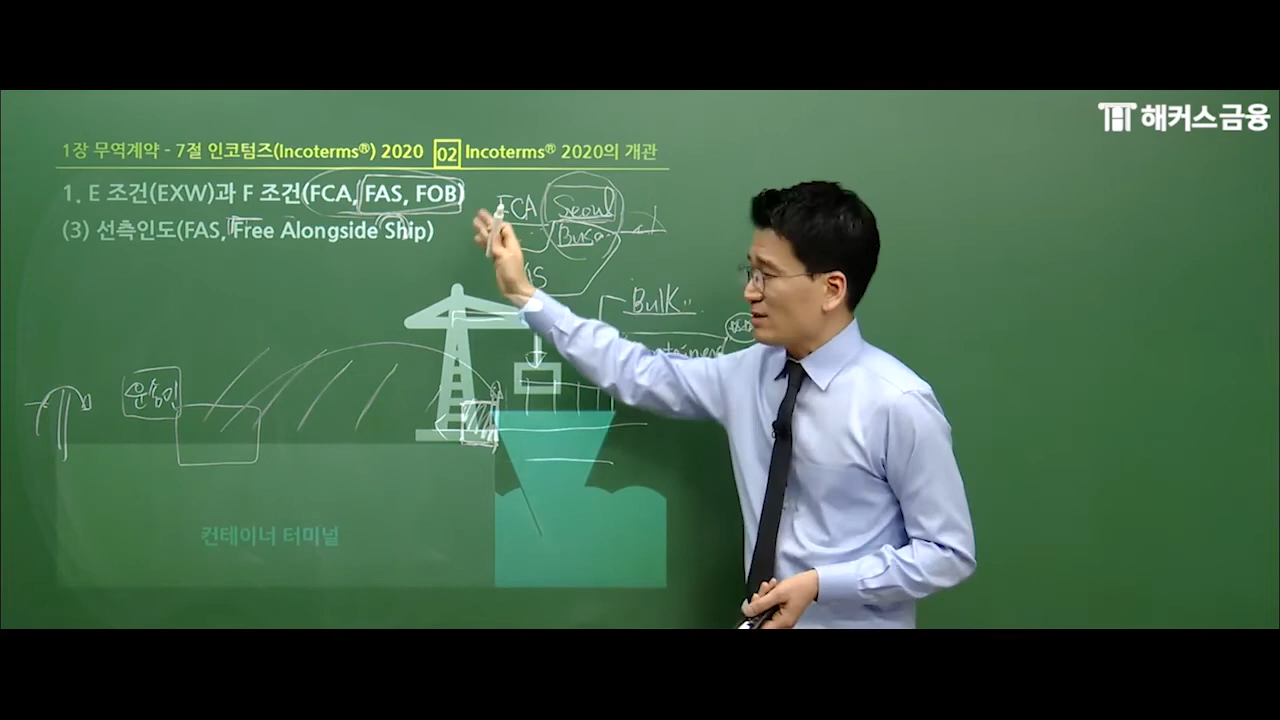 해커스금융
1장 무역계약 - 7절 인코텀즈(Incoterms®) 2020 02 Incoterms® 2020의 개관
1. E 조건(EXW)과 F 조건(FCA, FAS, FOB)
FCA Seoul
(3) 선측인도(FAS, Free Alongside Ship)
Busan
Bulk
운송인
컨테이너 터미널